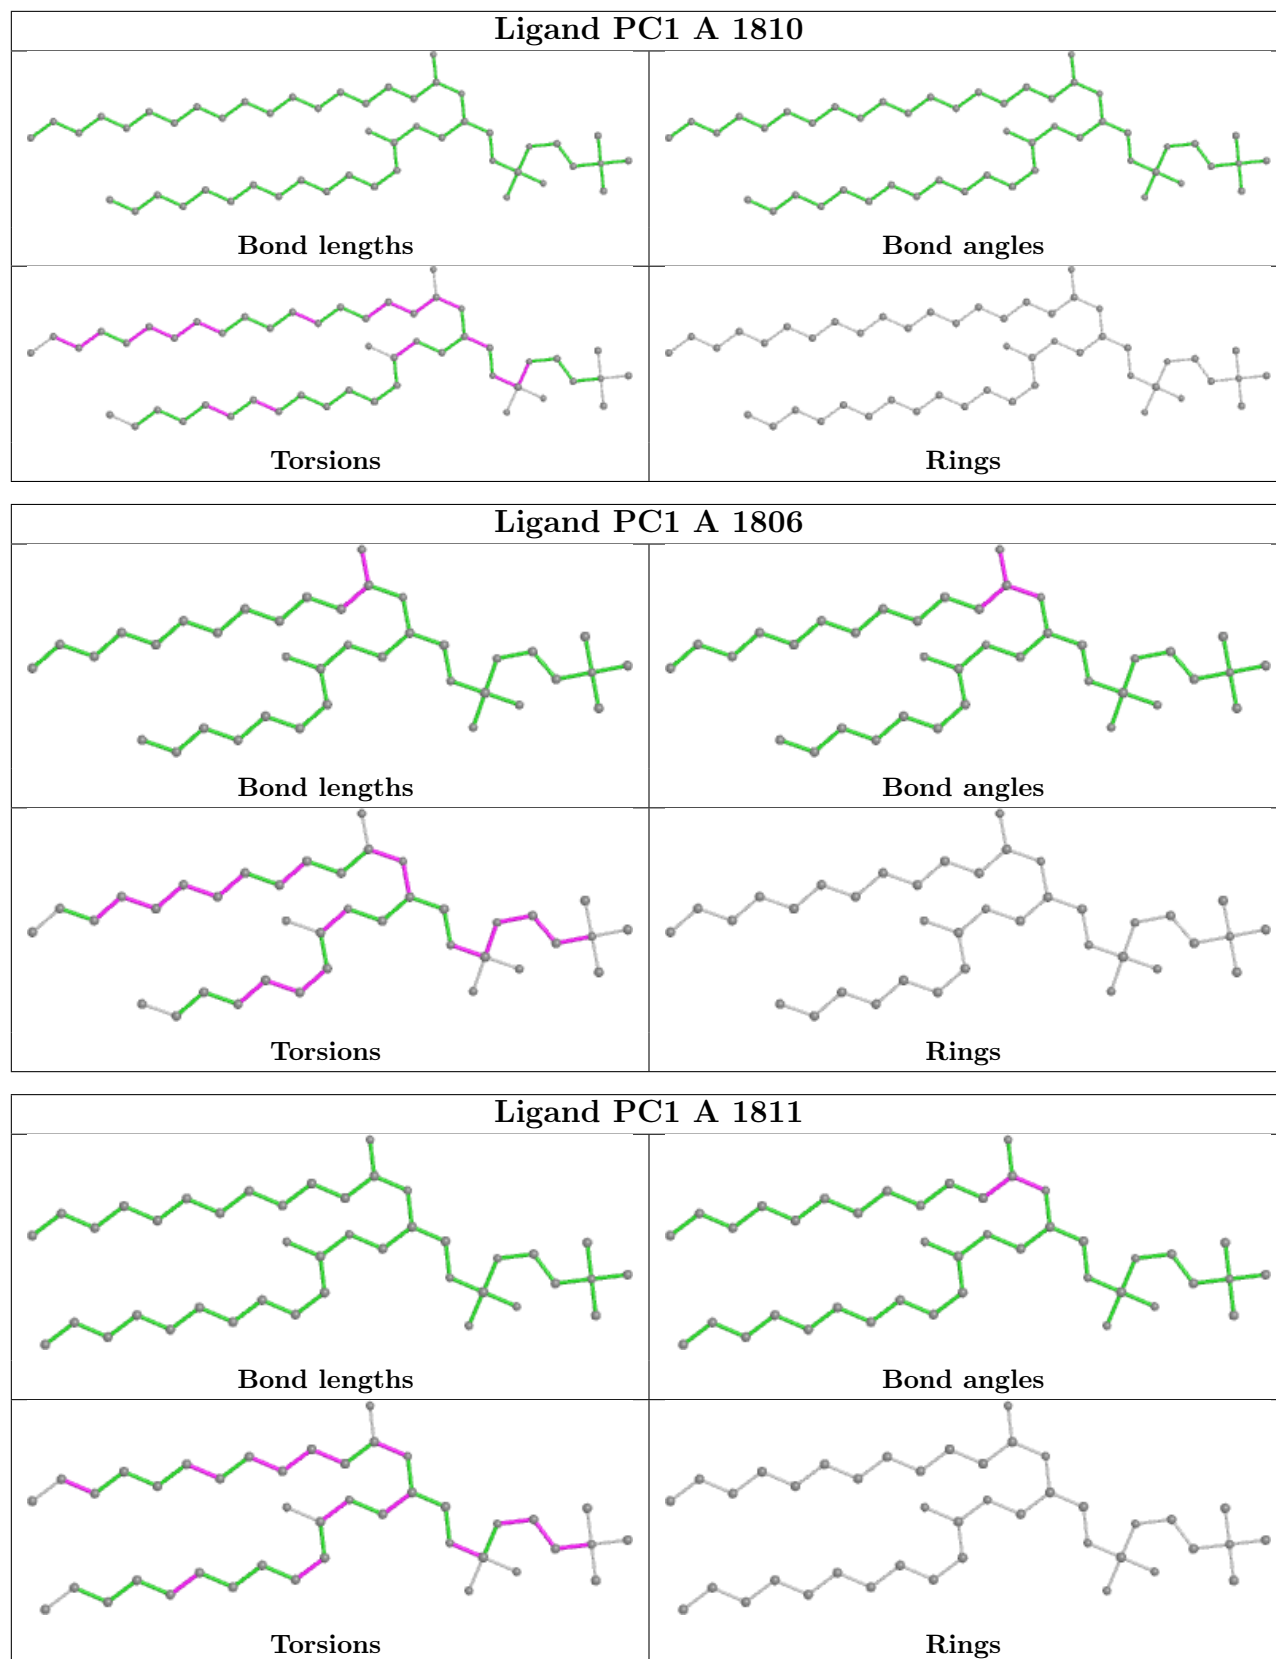 Ligand PC1 A 1810
Bond lengths
Bond angles
Torsions
Rings
Ligand PC1 A 1806
Bond lengths
Bond angles
Torsions
Rings
Ligand PC1 A 1811
Bond lengths
Bond angles
Torsions
Rings